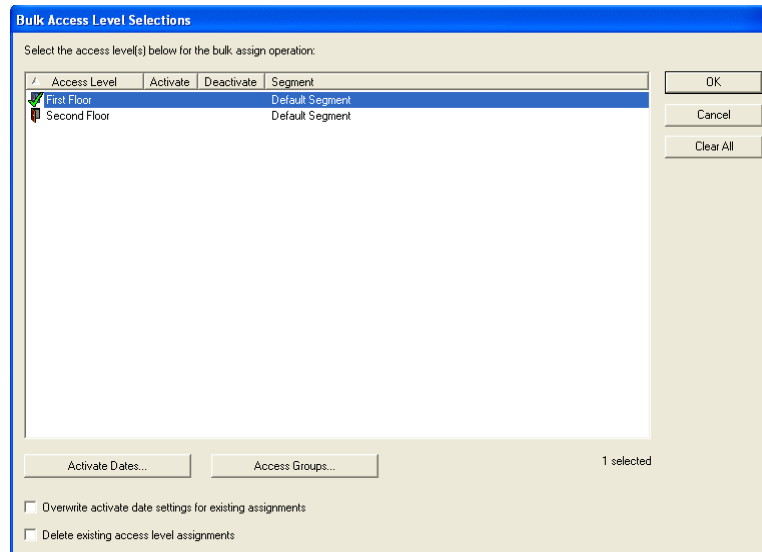 Bulk Access Level Selections
Select the access level(s) below for the bulk assign operation:
Access Level Activate Deactivate Segment
First Floor Default Segment
Second Floor Default Segment
OK
Cancel
Clear All
Activate Dates... Access Groups... 1 selected
Overwrite activate date settings for existing assignments
Delete existing access level assignments